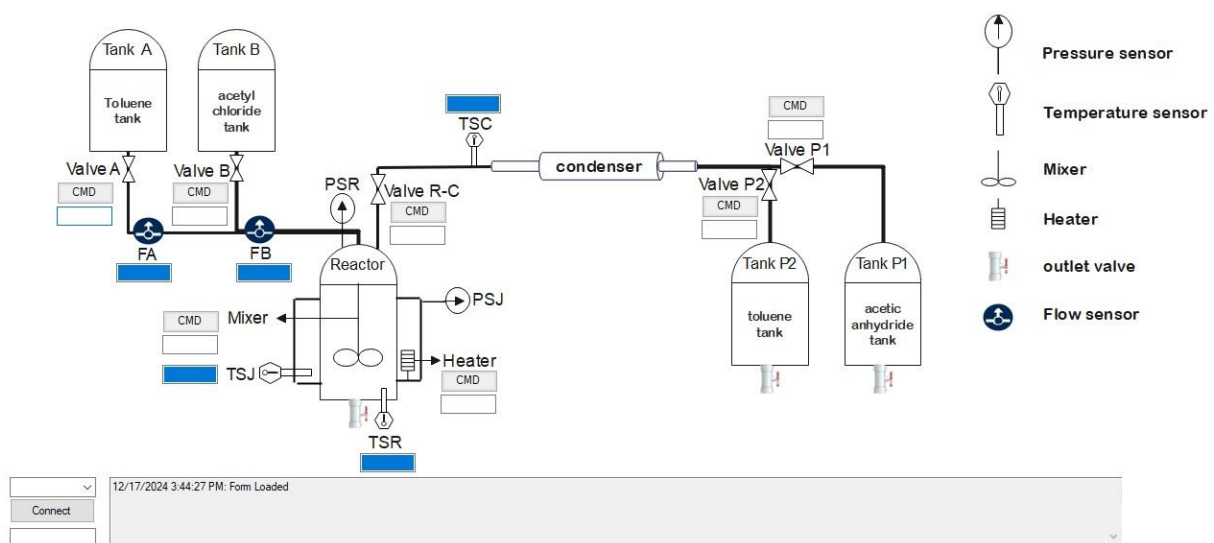 Tank A
Toluene
tank
Valve A
CMD
FA
Tank B
acetyl
chloride
tank
Valve B
CMD
FB
PSR
TSC
Valve R-C
CMD
condenser
CMD
Valve P1
Valve P2
CMD
Reactor
CMD
Mixer
TSJ
PSJ
Heater
CMD
TSR
Tank P2
toluene
tank
Tank P1
acetic
anhydride
tank
Pressure sensor
Temperature sensor
Mixer
Heater
outlet valve
Flow sensor
12/17/2024 3:44:27 PM: Form Loaded
Connect